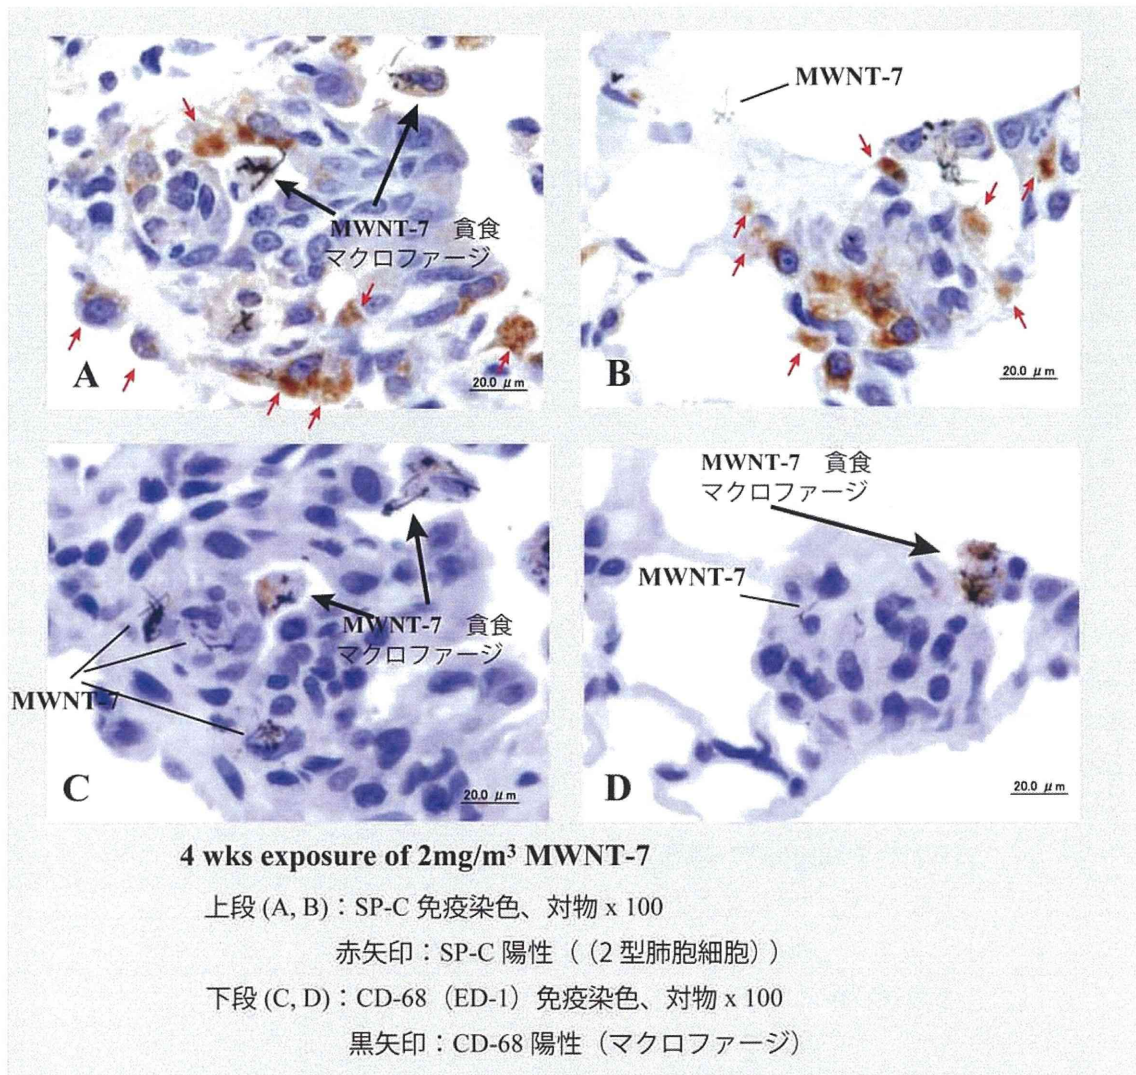 MWNT-7
MWNT-7 貪食
マクロファージ
A
20.0 μm
B
20.0 μm
MWNT-7 貪食
マクロファージ
MWNT-7
MWNT-7 貪食
マクロファージ
MWNT-7
C
20.0 μm
D
20.0 μm
4 wks exposure of 2mg/m³ MWNT-7
上段 (A, B)：SP-C 免疫染色、対物 x 100
赤矢印：SP-C 陽性（（2 型肺胞細胞））
下段 (C, D)：CD-68（ED-1）免疫染色、対物 x 100
黒矢印：CD-68 陽性（マクロファージ）